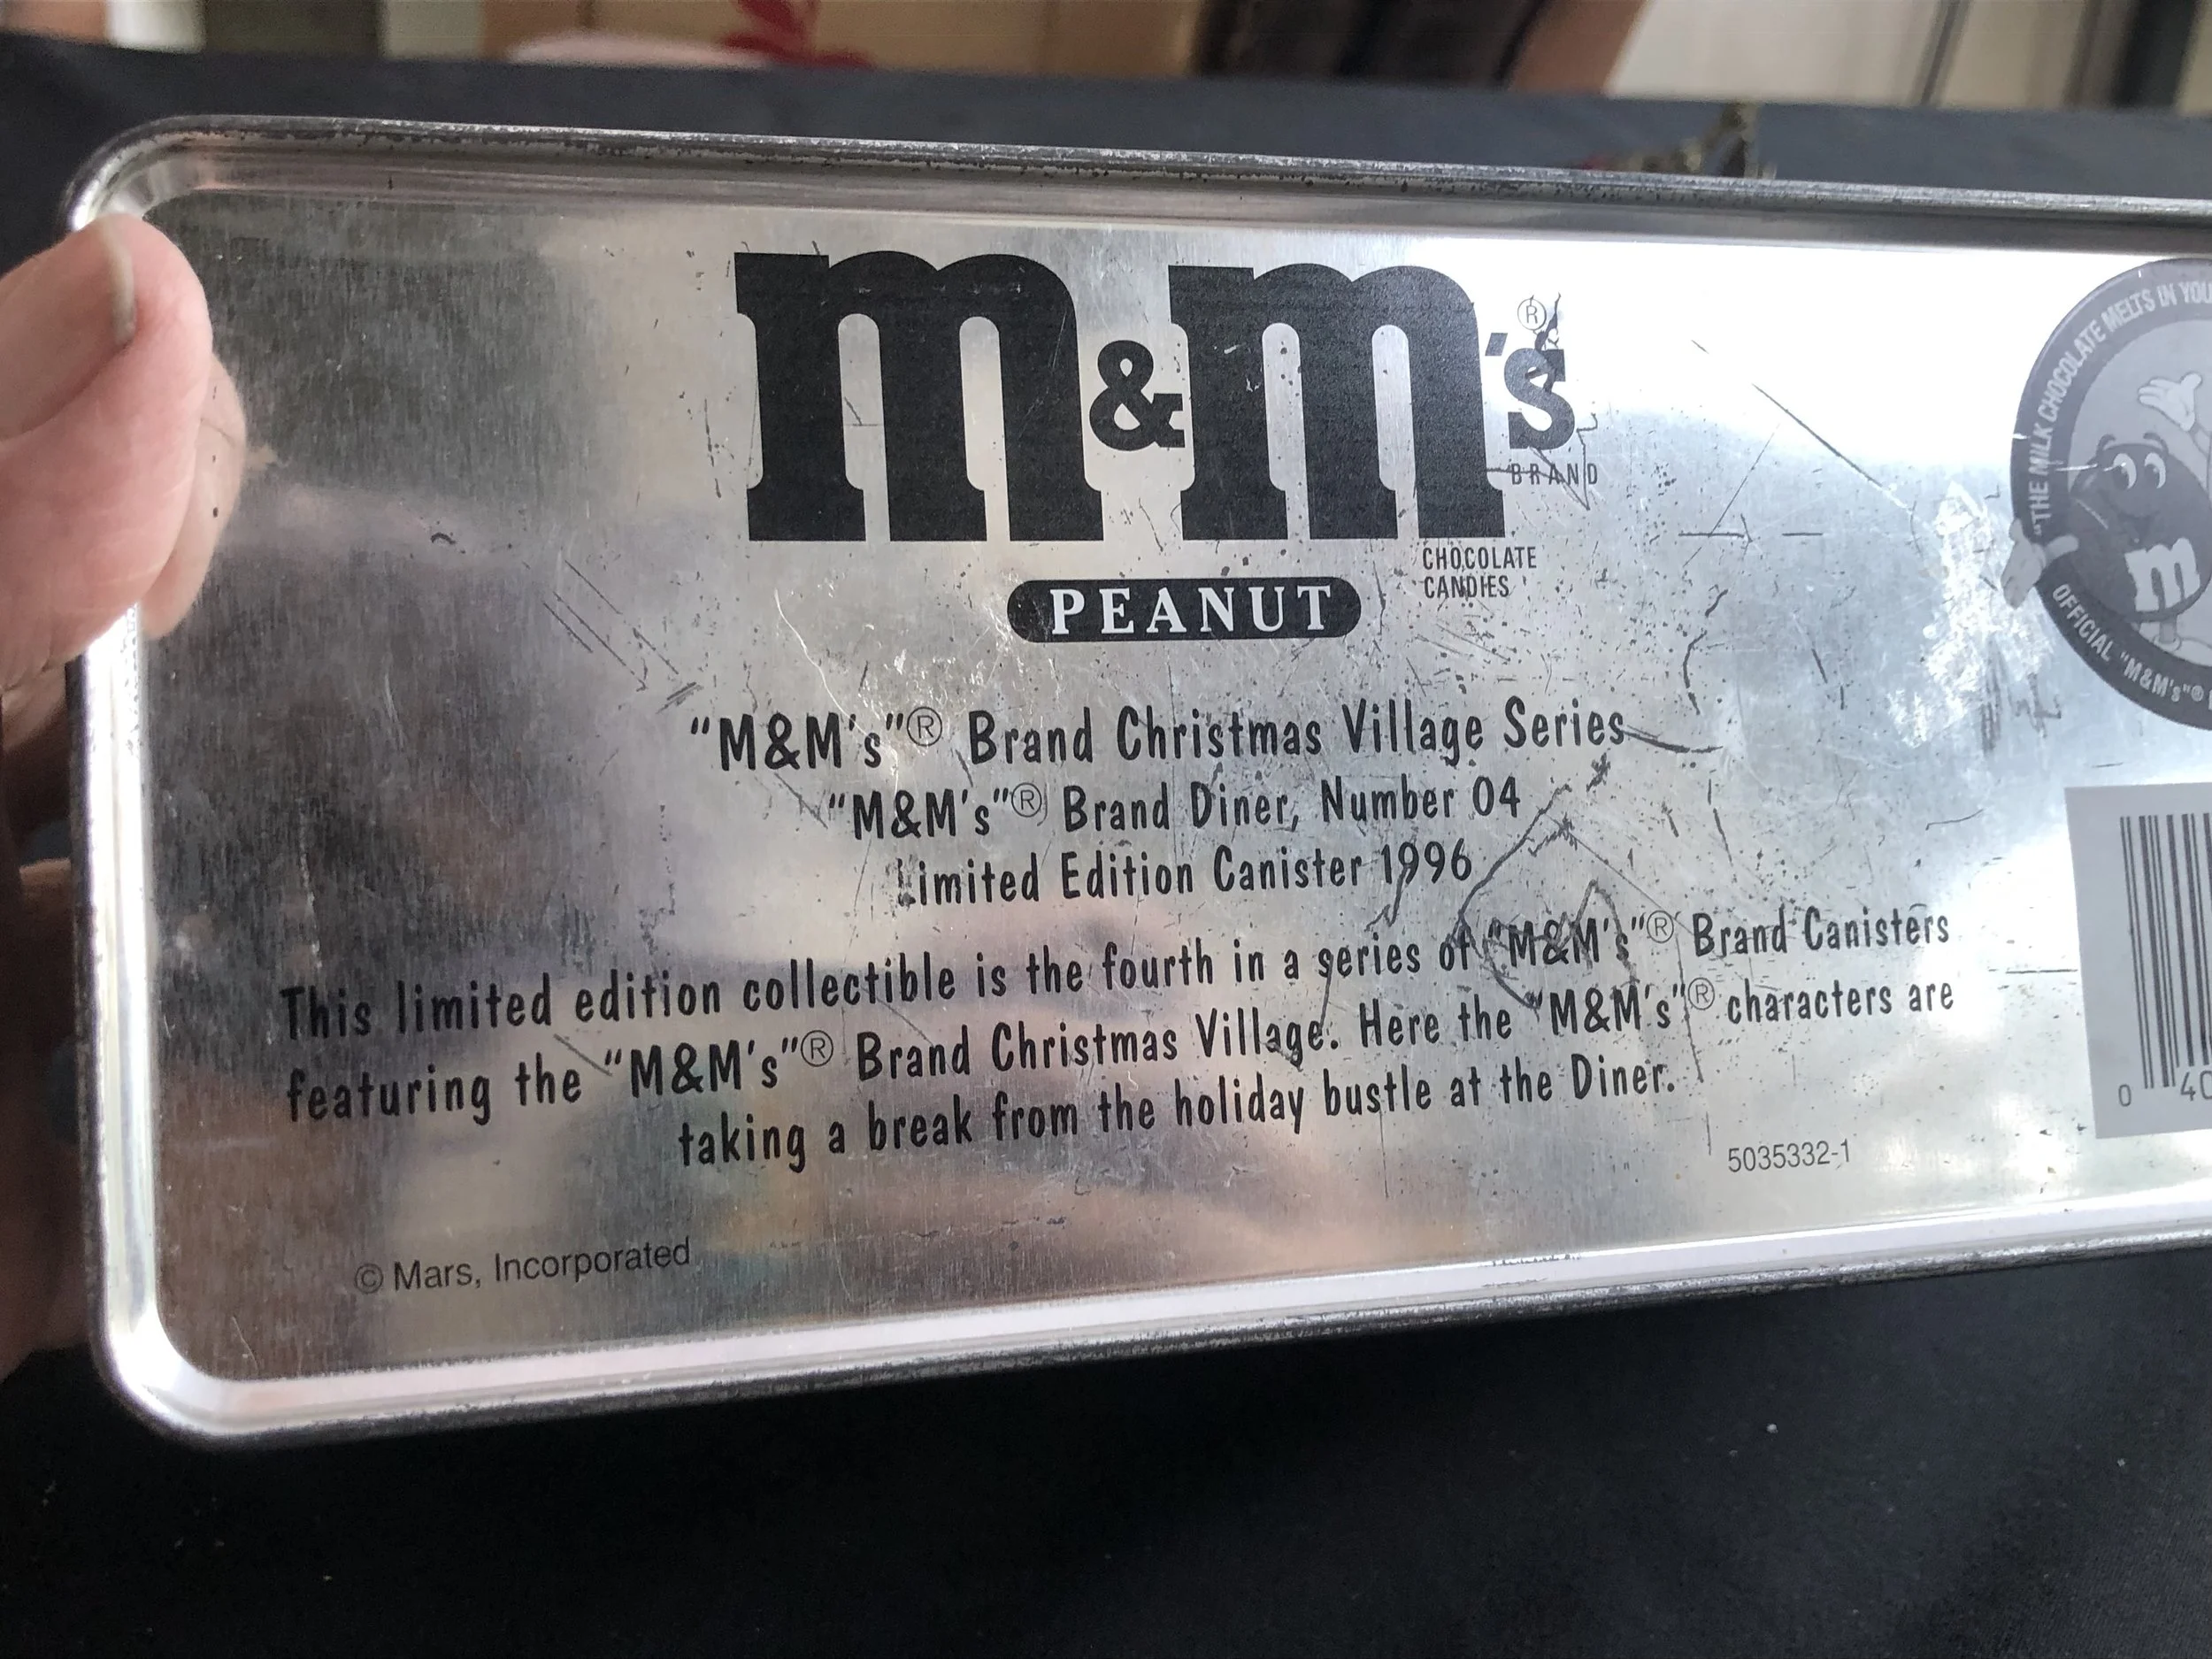 m&m's®
BRAND
CHOCOLATE
CANDIES
PEANUT
"M&M's"® Brand Christmas Village Series
"M&M's"® Brand Diner, Number 04
Limited Edition Canister 1996
This limited edition collectible is the fourth in a series of "M&M's"® Brand Canisters
featuring the "M&M's"® Brand Christmas Village. Here the "M&M's"® characters are
taking a break from the holiday bustle at the Diner.
5035332-1
© Mars, Incorporated
"THE MILK CHOCOLATE MELTS IN YOU
m
OFFICIAL "M&M's"®
0 40